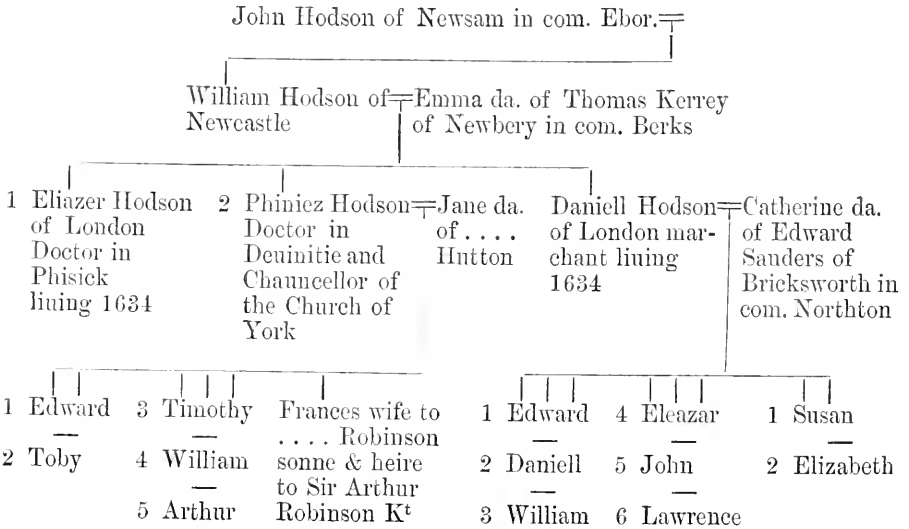 John Hodson of Newsam in com. Ebor.
William Hodson of
Newcastle
Emma da. of Thomas Kerrey
of Newbery in com. Berks
1 Eliazer Hodson
of London
Doctor in
Phisick
liuing 1634
2 Phiniez Hodson
Doctor in
Deuinitie and
Chauncellor of
the Church of
York
Jane da.
of . . . .
Hutton
Daniell Hodson
of London mar-
chant liuing
1634
Catherine da.
of Edward
Sanders of
Bricksworth in
com. Northton
1 Edward
2 Toby
3 Timothy
4 William
5 Arthur
Frances wife to
. . . . Robinson
sonne & heire
to Sir Arthur
Robinson Kᵗ
1 Edward
2 Daniell
3 William
4 Eleazar
5 John
6 Lawrence
1 Susan
2 Elizabeth